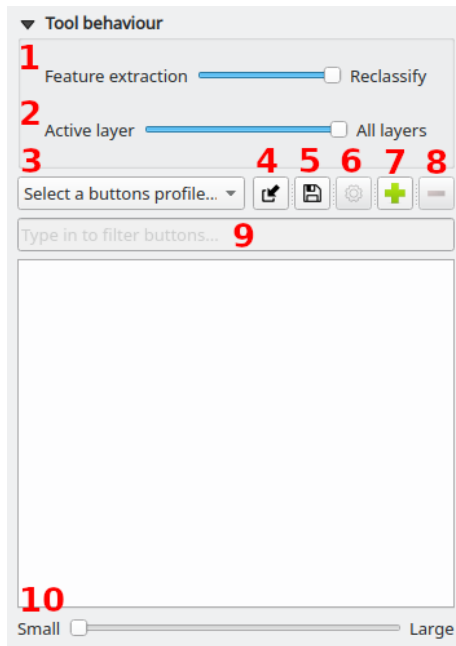 Tool behaviour
1
Feature extraction Reclassify
2
Active layer All layers
3 4 5 6 7 8
Select a buttons profile...
Type in to filter buttons... 9
10
Small Large